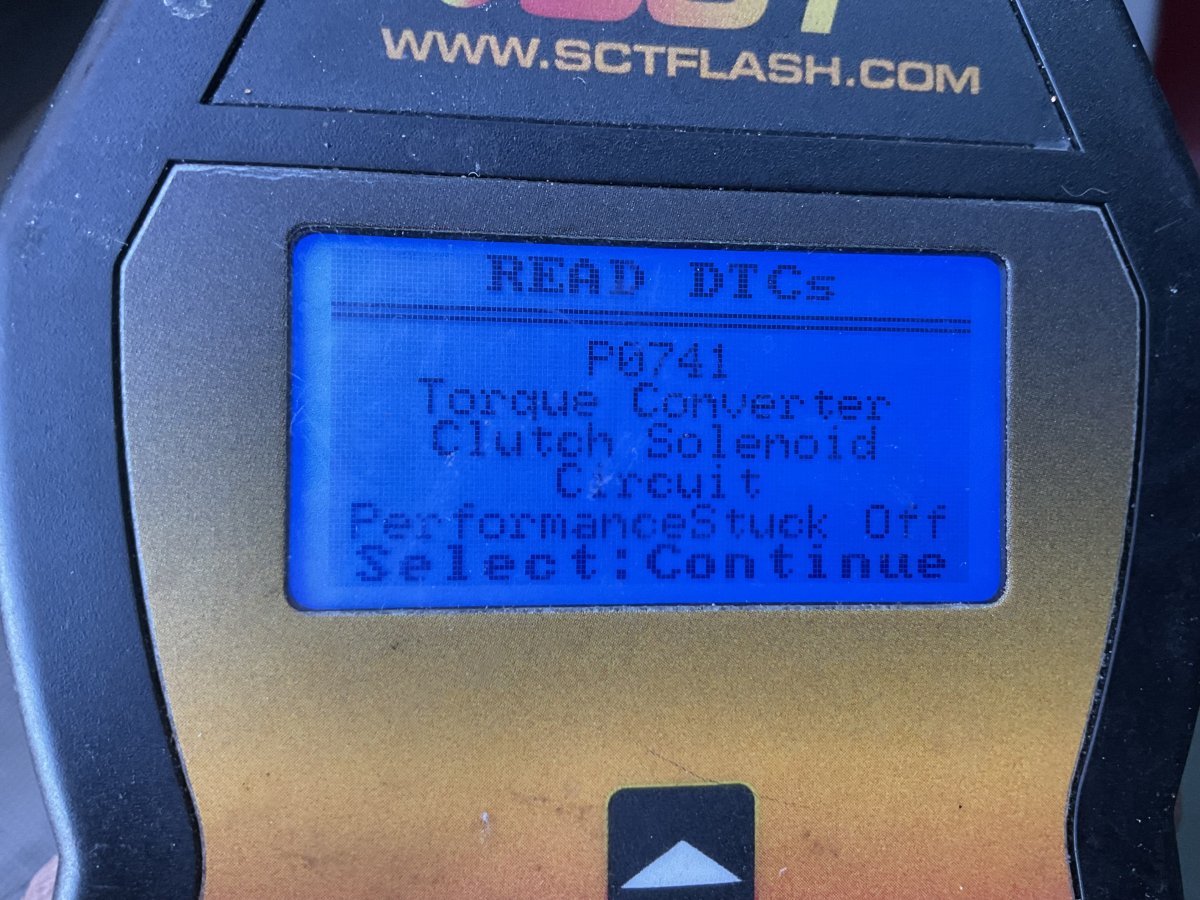 WWW.SCTFLASH.COM
READ DTCs
P0741
Torque Converter
Clutch Solenoid
Circuit
PerformanceStuck Off
Select:Continue